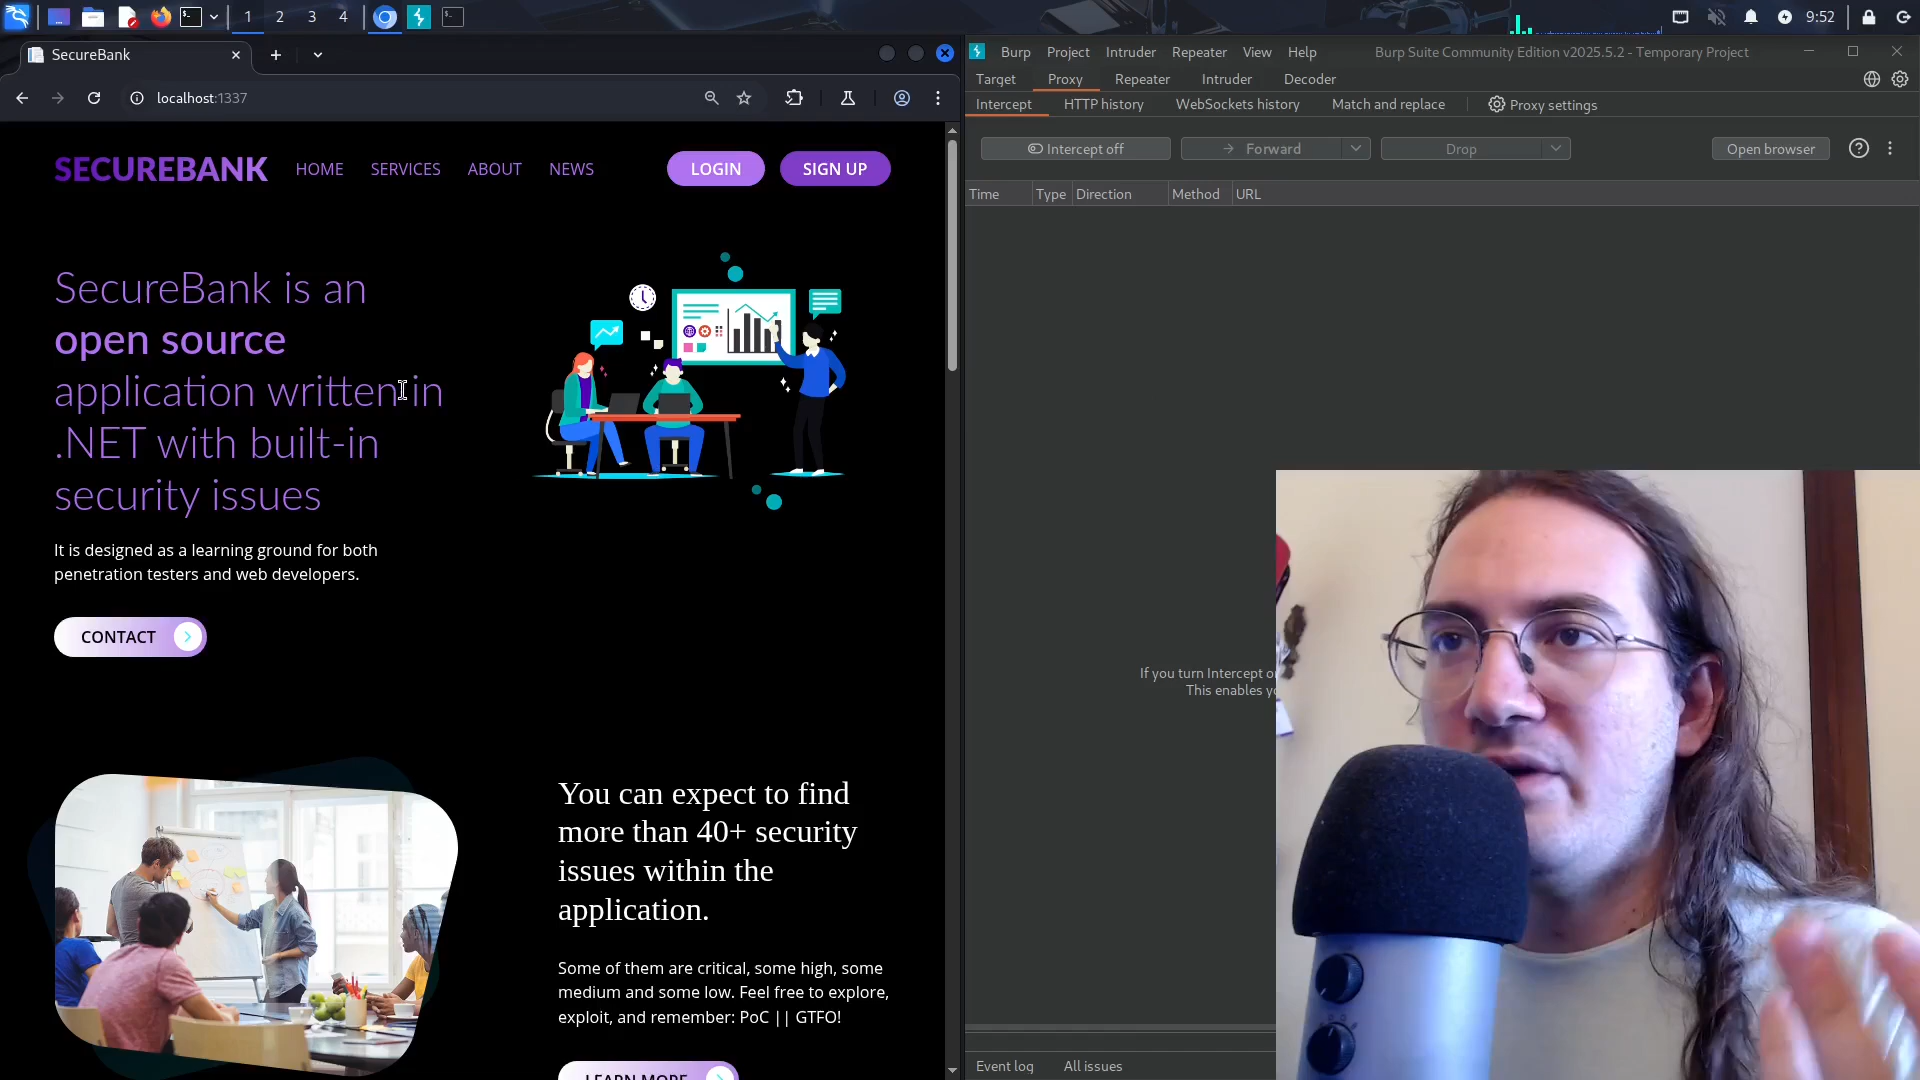 1 2 3 4
9:52
SecureBank
localhost:1337
SECUREBANK HOME SERVICES ABOUT NEWS LOGIN SIGN UP
SecureBank is an
open source
application written in
.NET with built-in
security issues
It is designed as a learning ground for both
penetration testers and web developers.
CONTACT
You can expect to find
more than 40+ security
issues within the
application.
Some of them are critical, some high, some
medium and some low. Feel free to explore,
exploit, and remember: PoC || GTFO!
LEARN MORE
Burp Project Intruder Repeater View Help Burp Suite Community Edition v2025.5.2 - Temporary Project
Target Proxy Repeater Intruder Decoder
Intercept HTTP history WebSockets history Match and replace Proxy settings
Intercept off Forward Drop Open browser
Time Type Direction Method URL
If you turn Intercept
This enables
Event log All issues